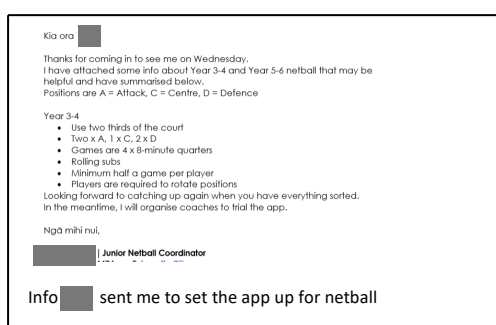 Kia ora
Thanks for coming in to see me on Wednesday.
I have attached some info about Year 3-4 and Year 5-6 netball that may be
helpful and have summarised below.
Positions are A = Attack, C = Centre, D = Defence
Year 3-4
• Use two thirds of the court
• Two x A, 1 x C, 2 x D
• Games are 4 x 8-minute quarters
• Rolling subs
• Minimum half a game per player
• Players are required to rotate positions
Looking forward to catching up again when you have everything sorted.
In the meantime, I will organise coaches to trial the app.
Ngā mihi nui,
| Junior Netball Coordinator
Info sent me to set the app up for netball